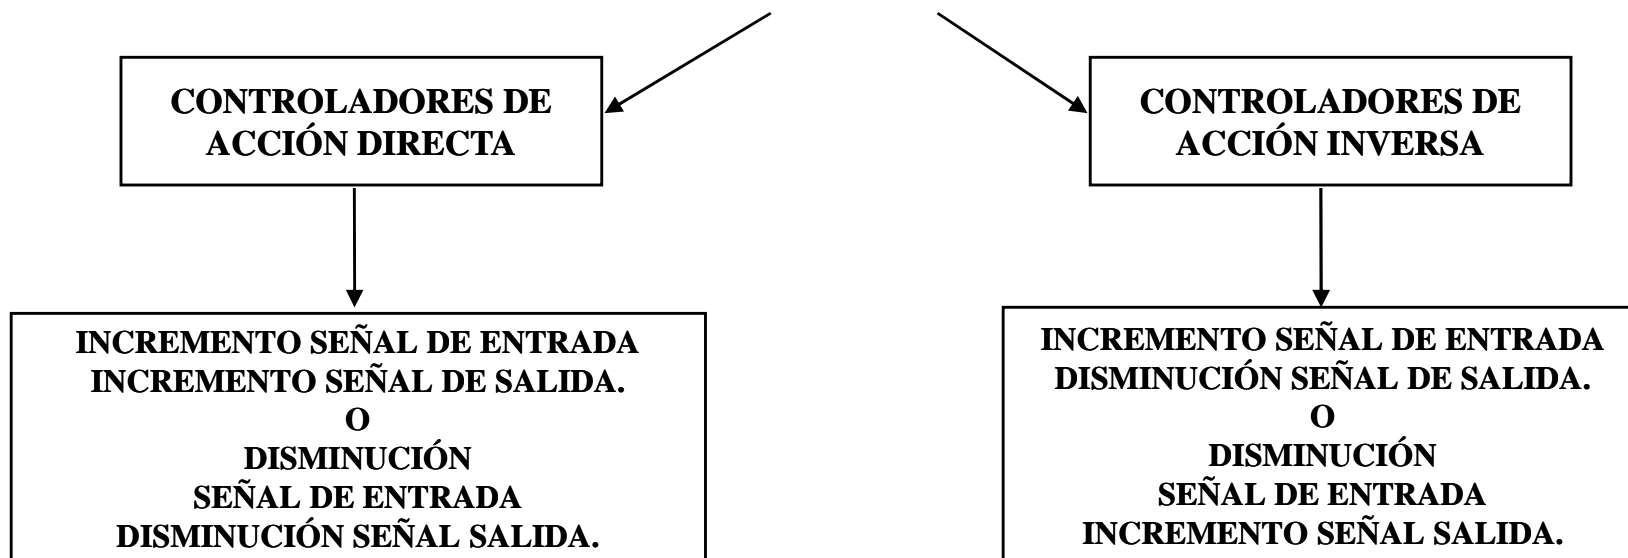 CONTROLADORES DE
ACCIÓN DIRECTA
CONTROLADORES DE
ACCIÓN INVERSA
INCREMENTO SEÑAL DE ENTRADA
INCREMENTO SEÑAL DE SALIDA.
O
DISMINUCIÓN
SEÑAL DE ENTRADA
DISMINUCIÓN SEÑAL SALIDA.
INCREMENTO SEÑAL DE ENTRADA
DISMINUCIÓN SEÑAL DE SALIDA.
O
DISMINUCIÓN
SEÑAL DE ENTRADA
INCREMENTO SEÑAL SALIDA.